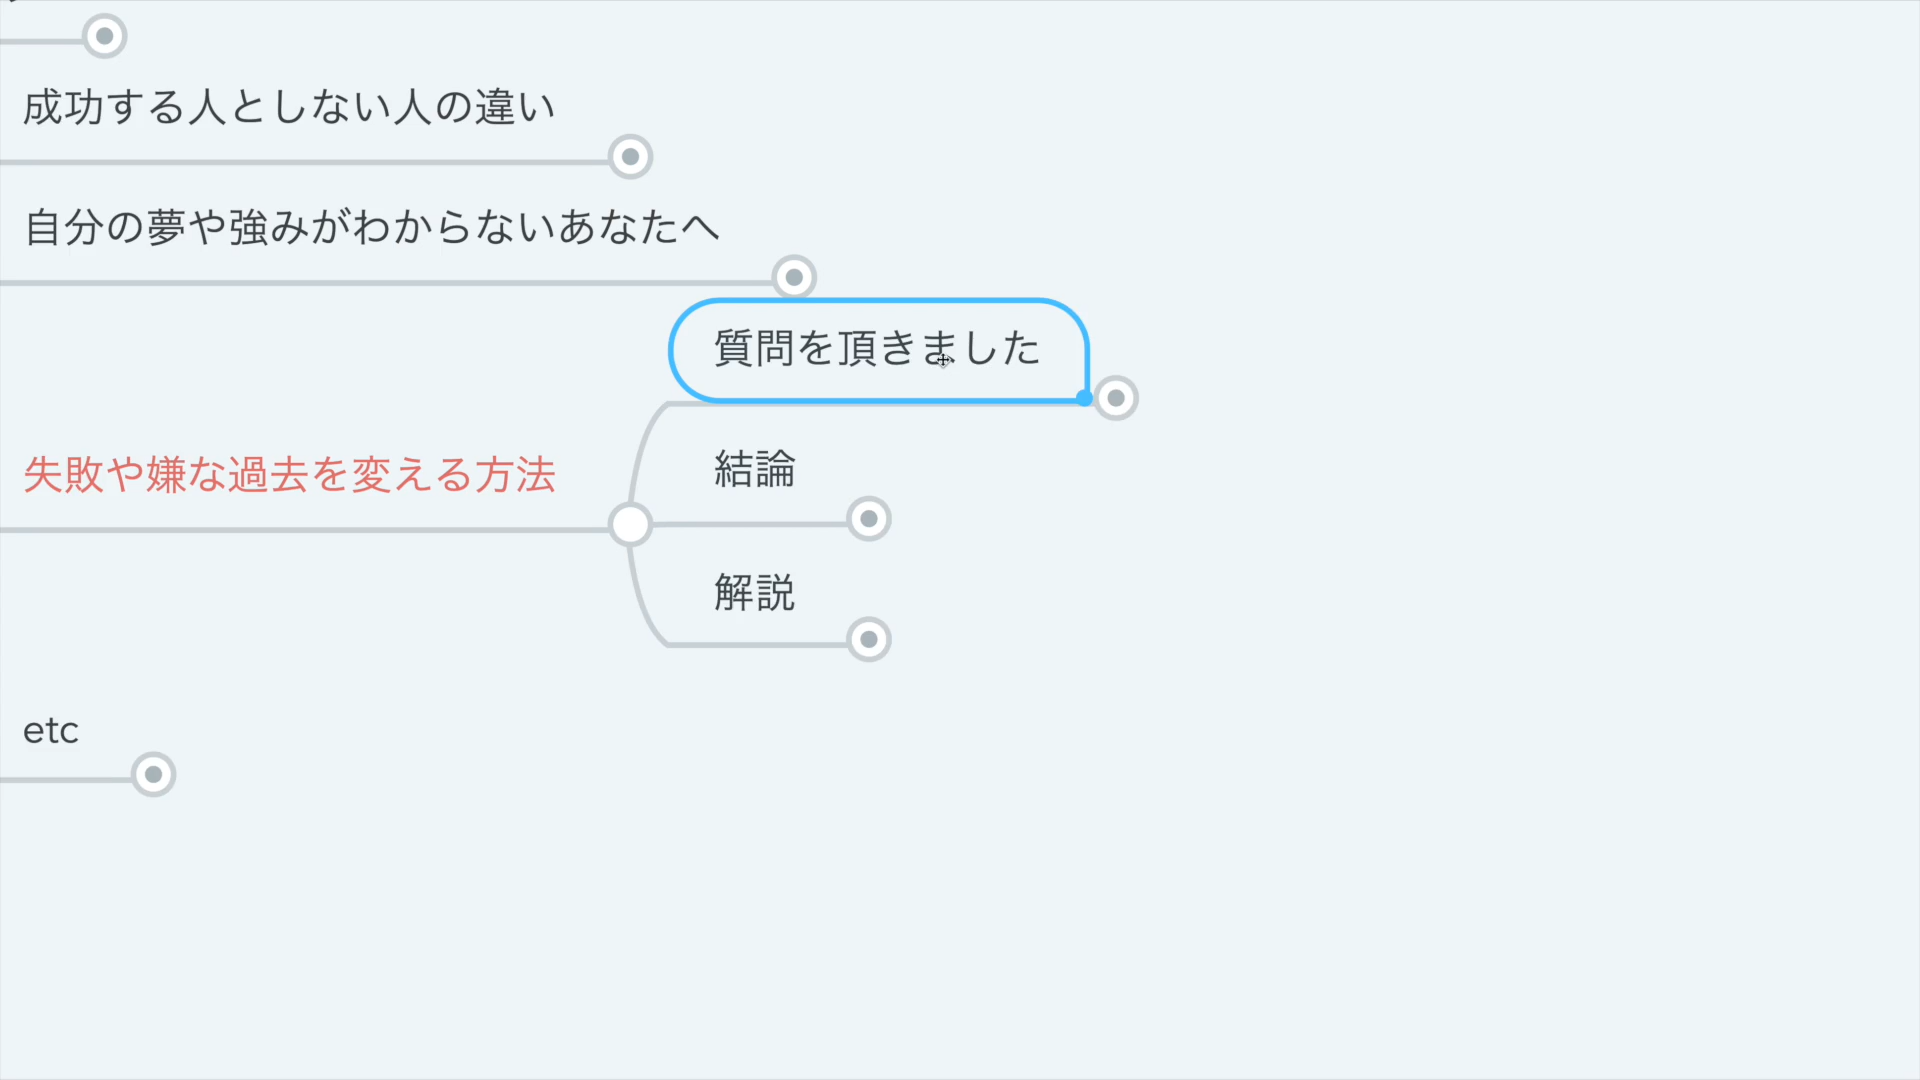 成功する人としない人の違い
自分の夢や強みがわからないあなたへ
質問を頂きました
失敗や嫌な過去を変える方法
結論
解説
etc